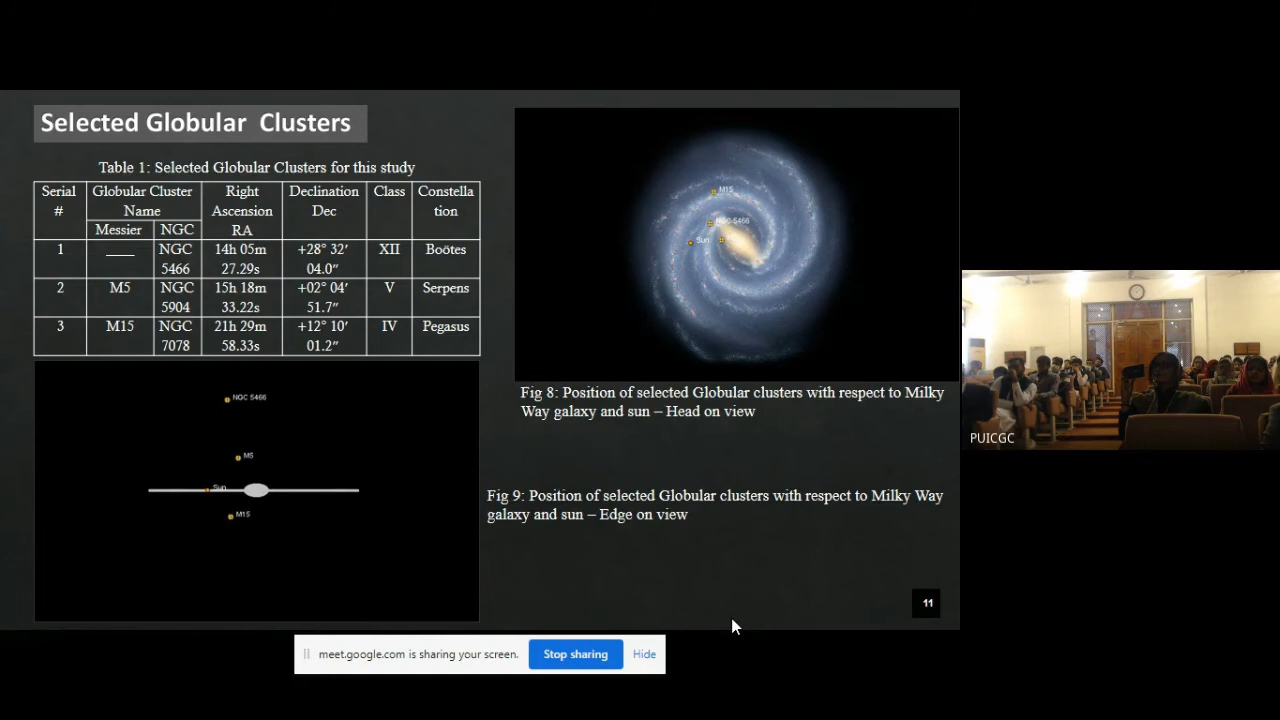 Selected Globular Clusters
Table 1: Selected Globular Clusters for this study
Serial # Globular Cluster Name Right Ascension RA Declination Dec Class Constella tion
Messier NGC
1 ____ NGC 5466 14h 05m 27.29s +28° 32′ 04.0″ XII Boötes
2 M5 NGC 5904 15h 18m 33.22s +02° 04′ 51.7″ V Serpens
3 M15 NGC 7078 21h 29m 58.33s +12° 10′ 01.2″ IV Pegasus
M15
NGC 5466
Sun
Fig 8: Position of selected Globular clusters with respect to Milky
Way galaxy and sun – Head on view
NGC 5466
M5
Sun
M15
Fig 9: Position of selected Globular clusters with respect to Milky Way
galaxy and sun – Edge on view
11
PUICGC
meet.google.com is sharing your screen. Stop sharing Hide